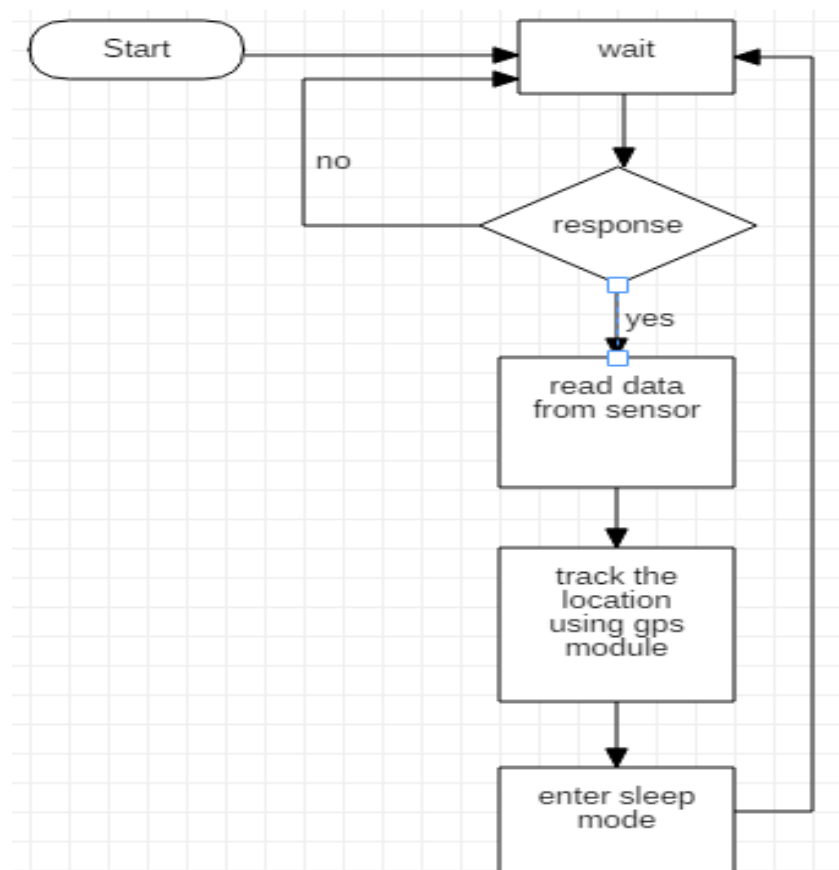 Start
wait
no
response
yes
read data
from sensor
track the
location
using gps
module
enter sleep
mode